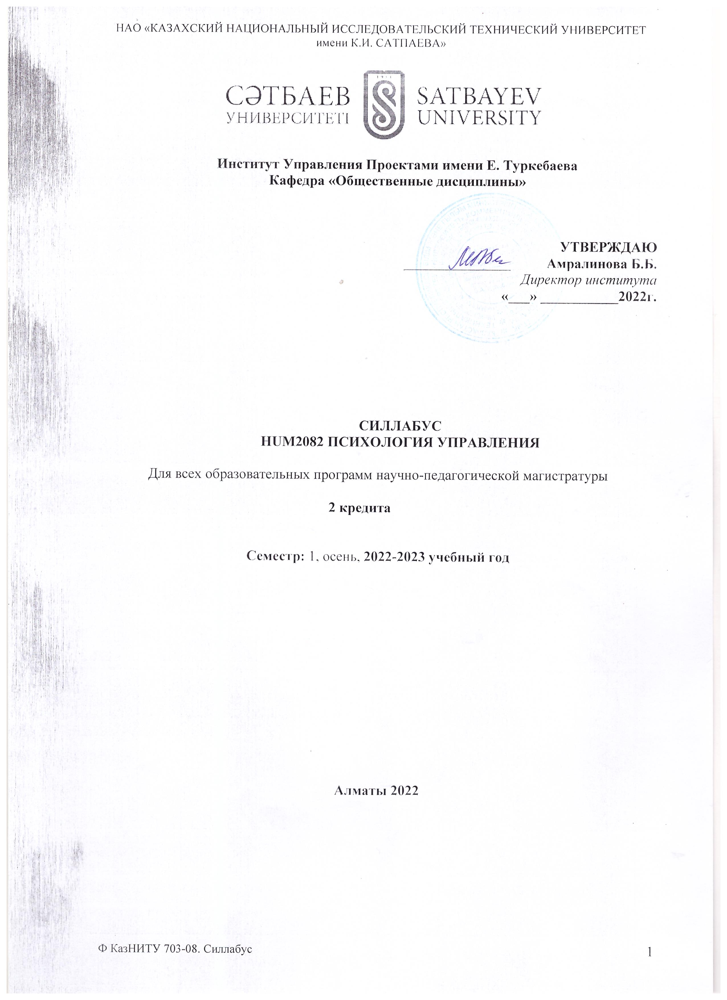 НАО «КАЗАХСКИЙ НАЦИОНАЛЬНЫЙ ИССЛЕДОВАТЕЛЬСКИЙ ТЕХНИЧЕСКИЙ УНИВЕРСИТЕТ
имени К.И. САТПАЕВА»
СӘТБАЕВ
УНИВЕРСИТЕТІ
SATBAYEV
UNIVERSITY
Институт Управления Проектами имени Е. Туркебаева
Кафедра «Общественные дисциплины»
УТВЕРЖДАЮ
Амралинова Б.Б.
Директор института
«___» ___________2022г.
СИЛЛАБУС
HUM2082 ПСИХОЛОГИЯ УПРАВЛЕНИЯ
Для всех образовательных программ научно-педагогической магистратуры
2 кредита
Семестр: 1, осень, 2022-2023 учебный год
Алматы 2022
Ф КазНИТУ 703-08. Силлабус
1